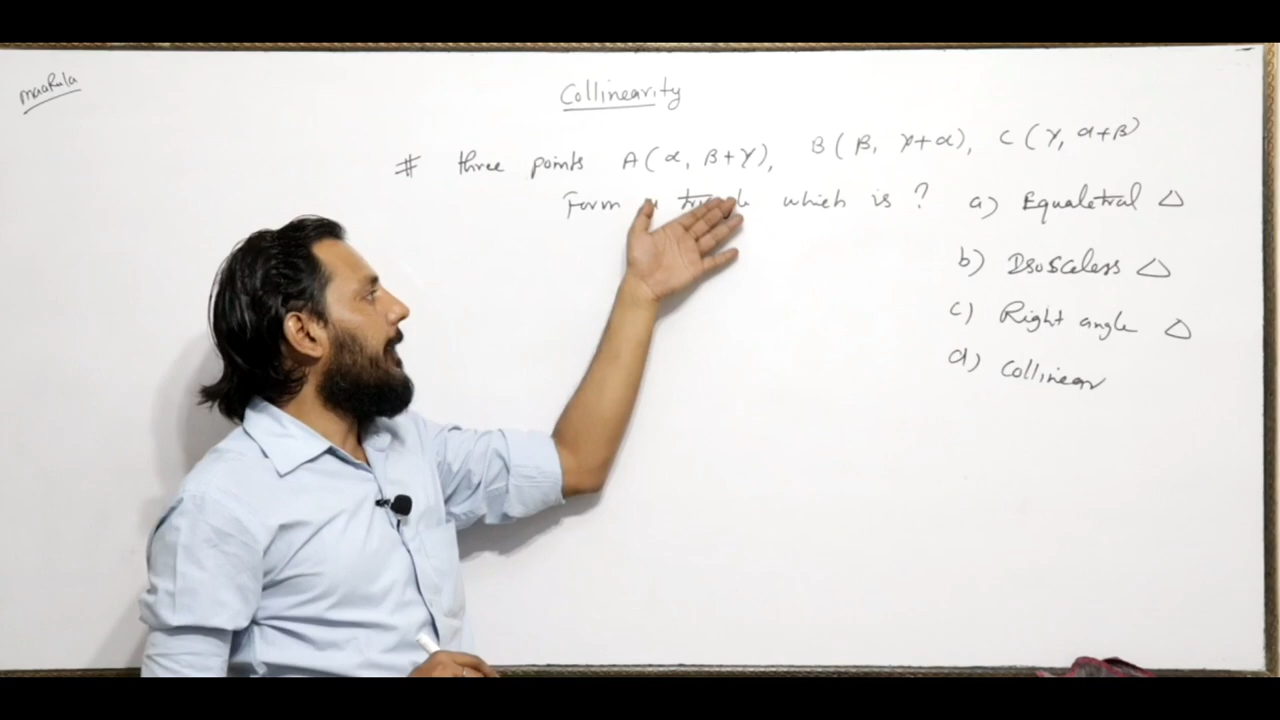 maaRula
Collinearity
# three points A(α, β+γ), B(β, γ+α), C(γ, α+β)
Form which is ? a) Equaletral △
b) Isosceless △
c) Right angle △
d) Collinear